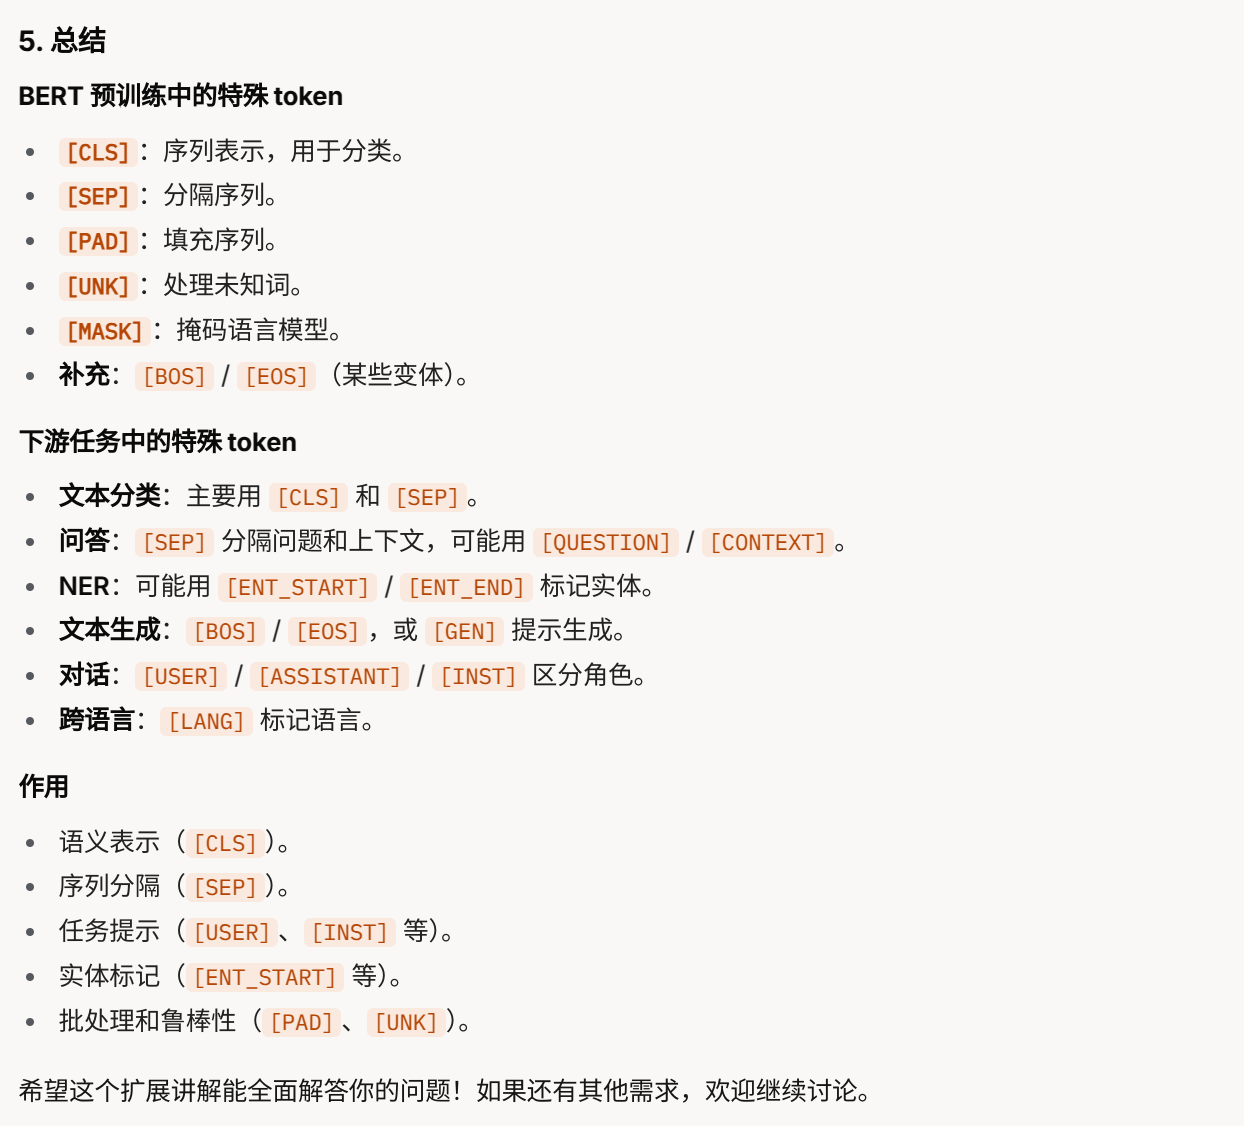 5. 总结
BERT 预训练中的特殊 token
[CLS]：序列表示，用于分类。
[SEP]：分隔序列。
[PAD]：填充序列。
[UNK]：处理未知词。
[MASK]：掩码语言模型。
补充：[BOS] / [EOS]（某些变体）。
下游任务中的特殊 token
文本分类：主要用 [CLS] 和 [SEP]。
问答：[SEP] 分隔问题和上下文，可能用 [QUESTION] / [CONTEXT]。
NER：可能用 [ENT_START] / [ENT_END] 标记实体。
文本生成：[BOS] / [EOS]，或 [GEN] 提示生成。
对话：[USER] / [ASSISTANT] / [INST] 区分角色。
跨语言：[LANG] 标记语言。
作用
语义表示（[CLS]）。
序列分隔（[SEP]）。
任务提示（[USER]、[INST] 等）。
实体标记（[ENT_START] 等）。
批处理和鲁棒性（[PAD]、[UNK]）。
希望这个扩展讲解能全面解答你的问题！如果还有其他需求，欢迎继续讨论。